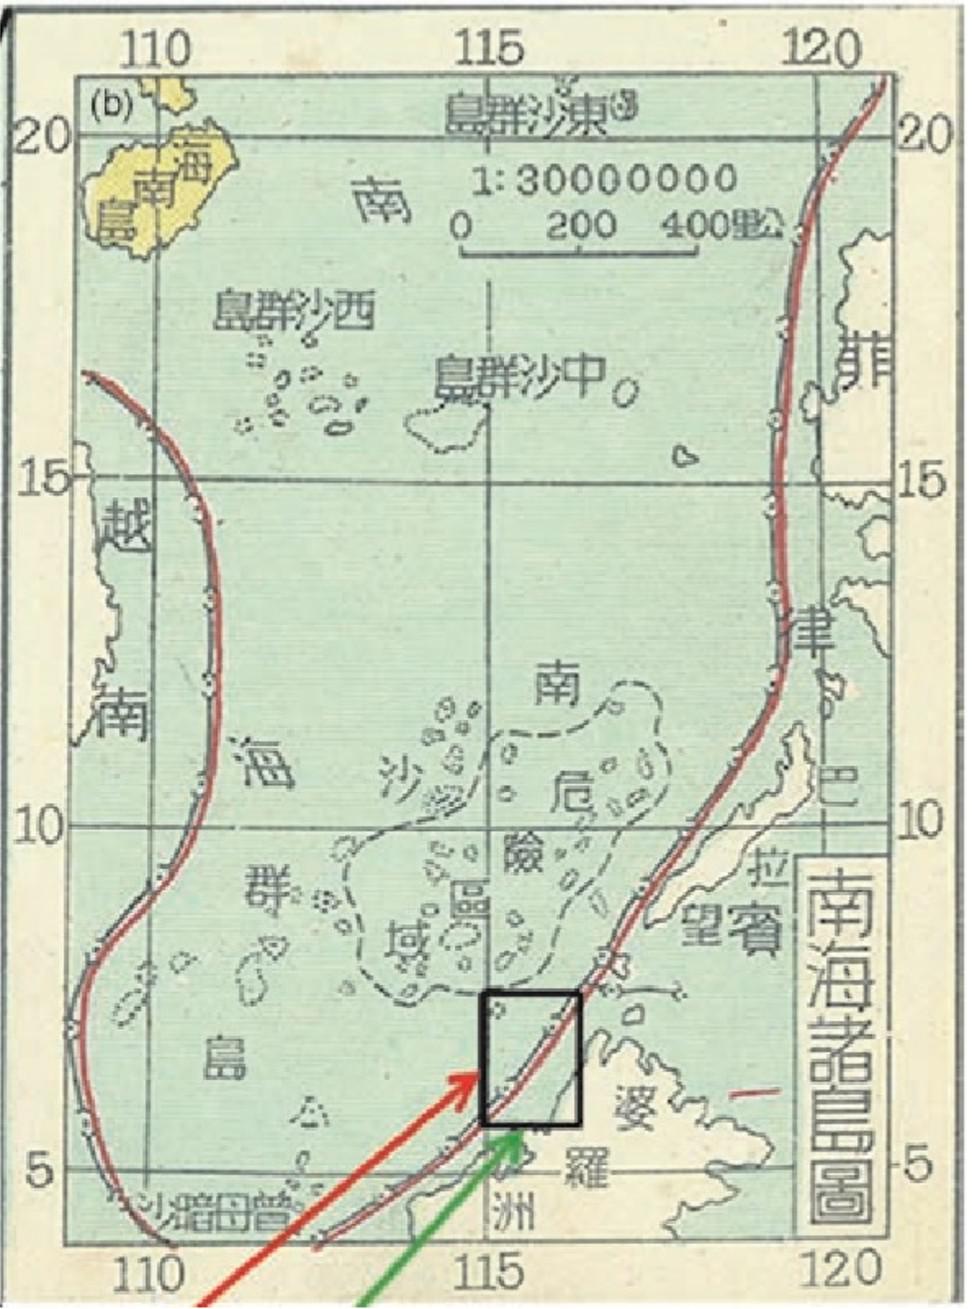 110 115 120
(b)
20 20
東沙群島
1:30000000
0 200 400公里
海南島
南海
西沙群島
中沙群島
菲律賓
15 15
越南
南沙群島
危險區域
10 10
巴拉望
南海諸島圖
婆羅洲
5 5
曾母暗沙
110 115 120